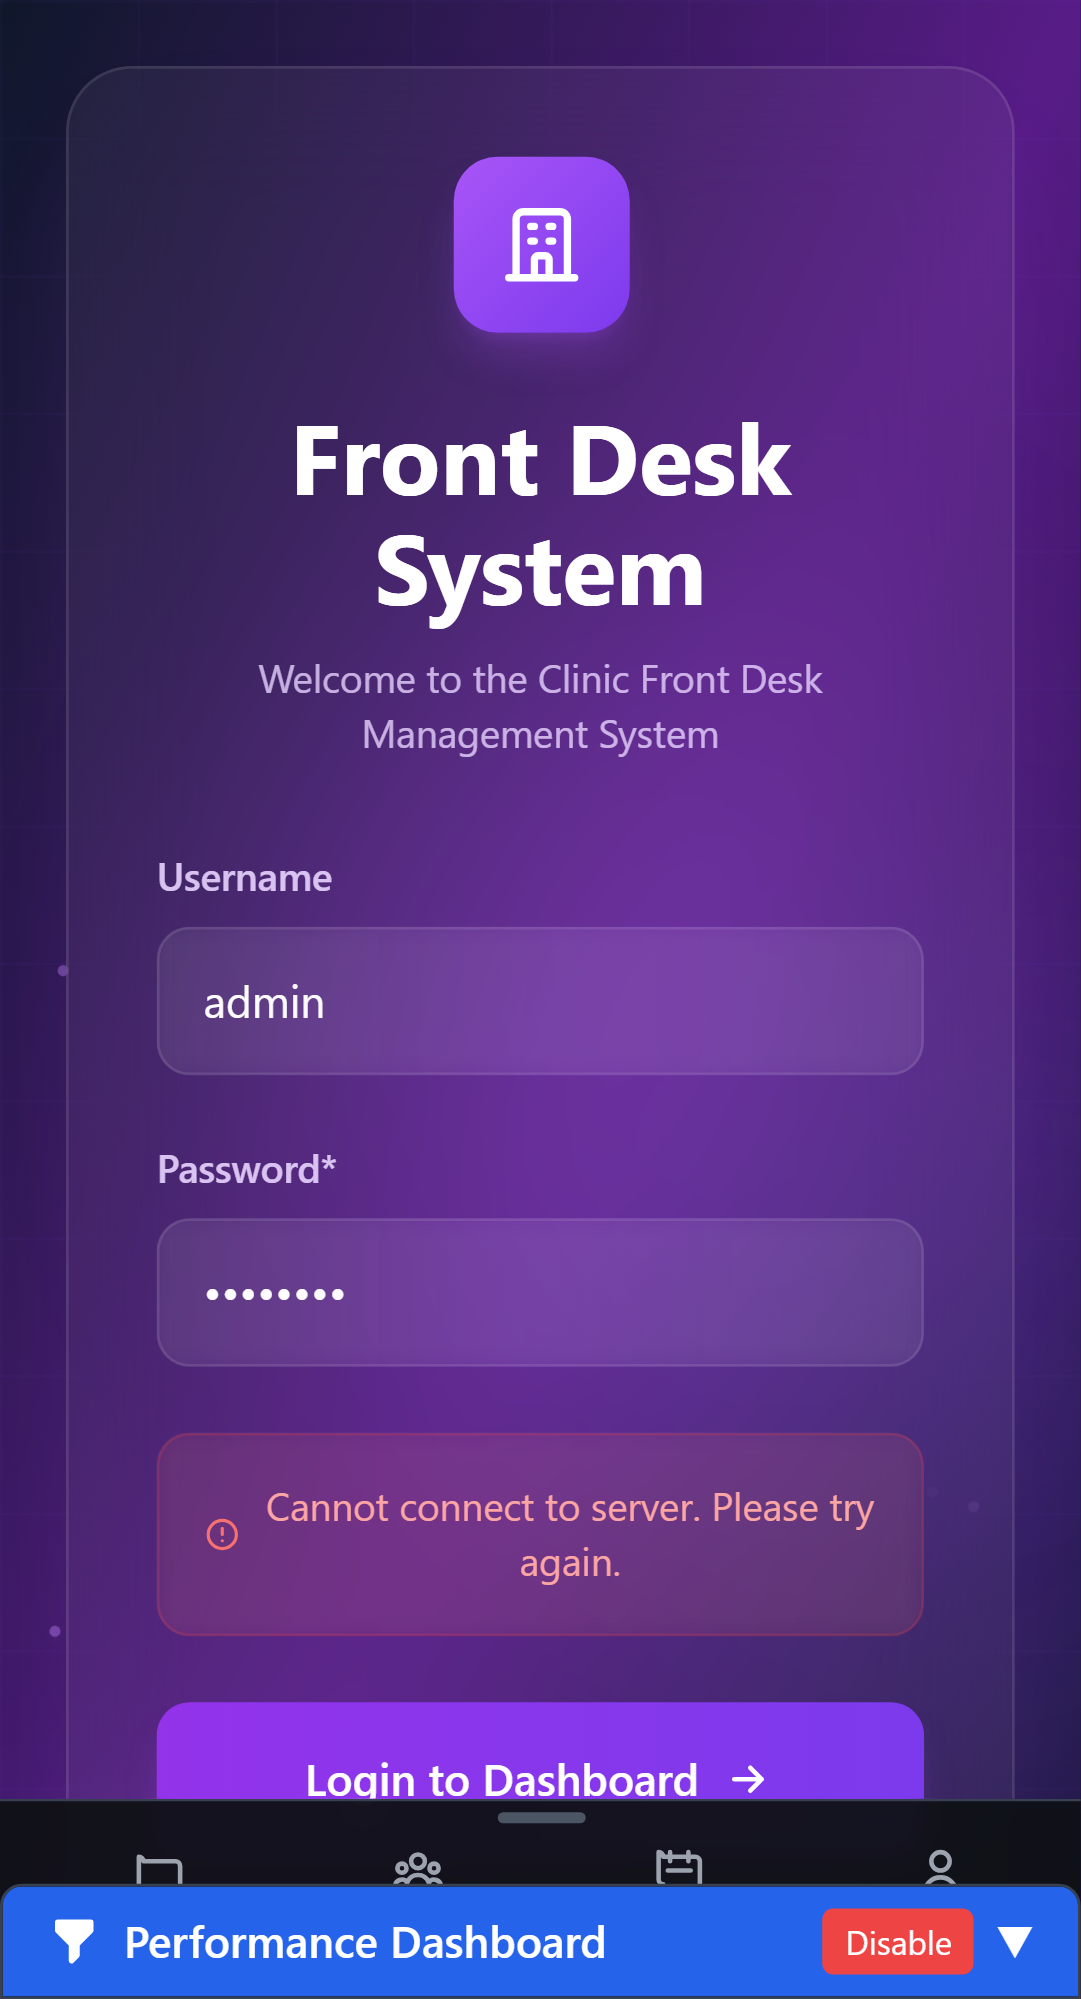 Front Desk
System
Welcome to the Clinic Front Desk
Management System
Username
admin
Password*
••••••••
Cannot connect to server. Please try
again.
Login to Dashboard →
Performance Dashboard
Disable